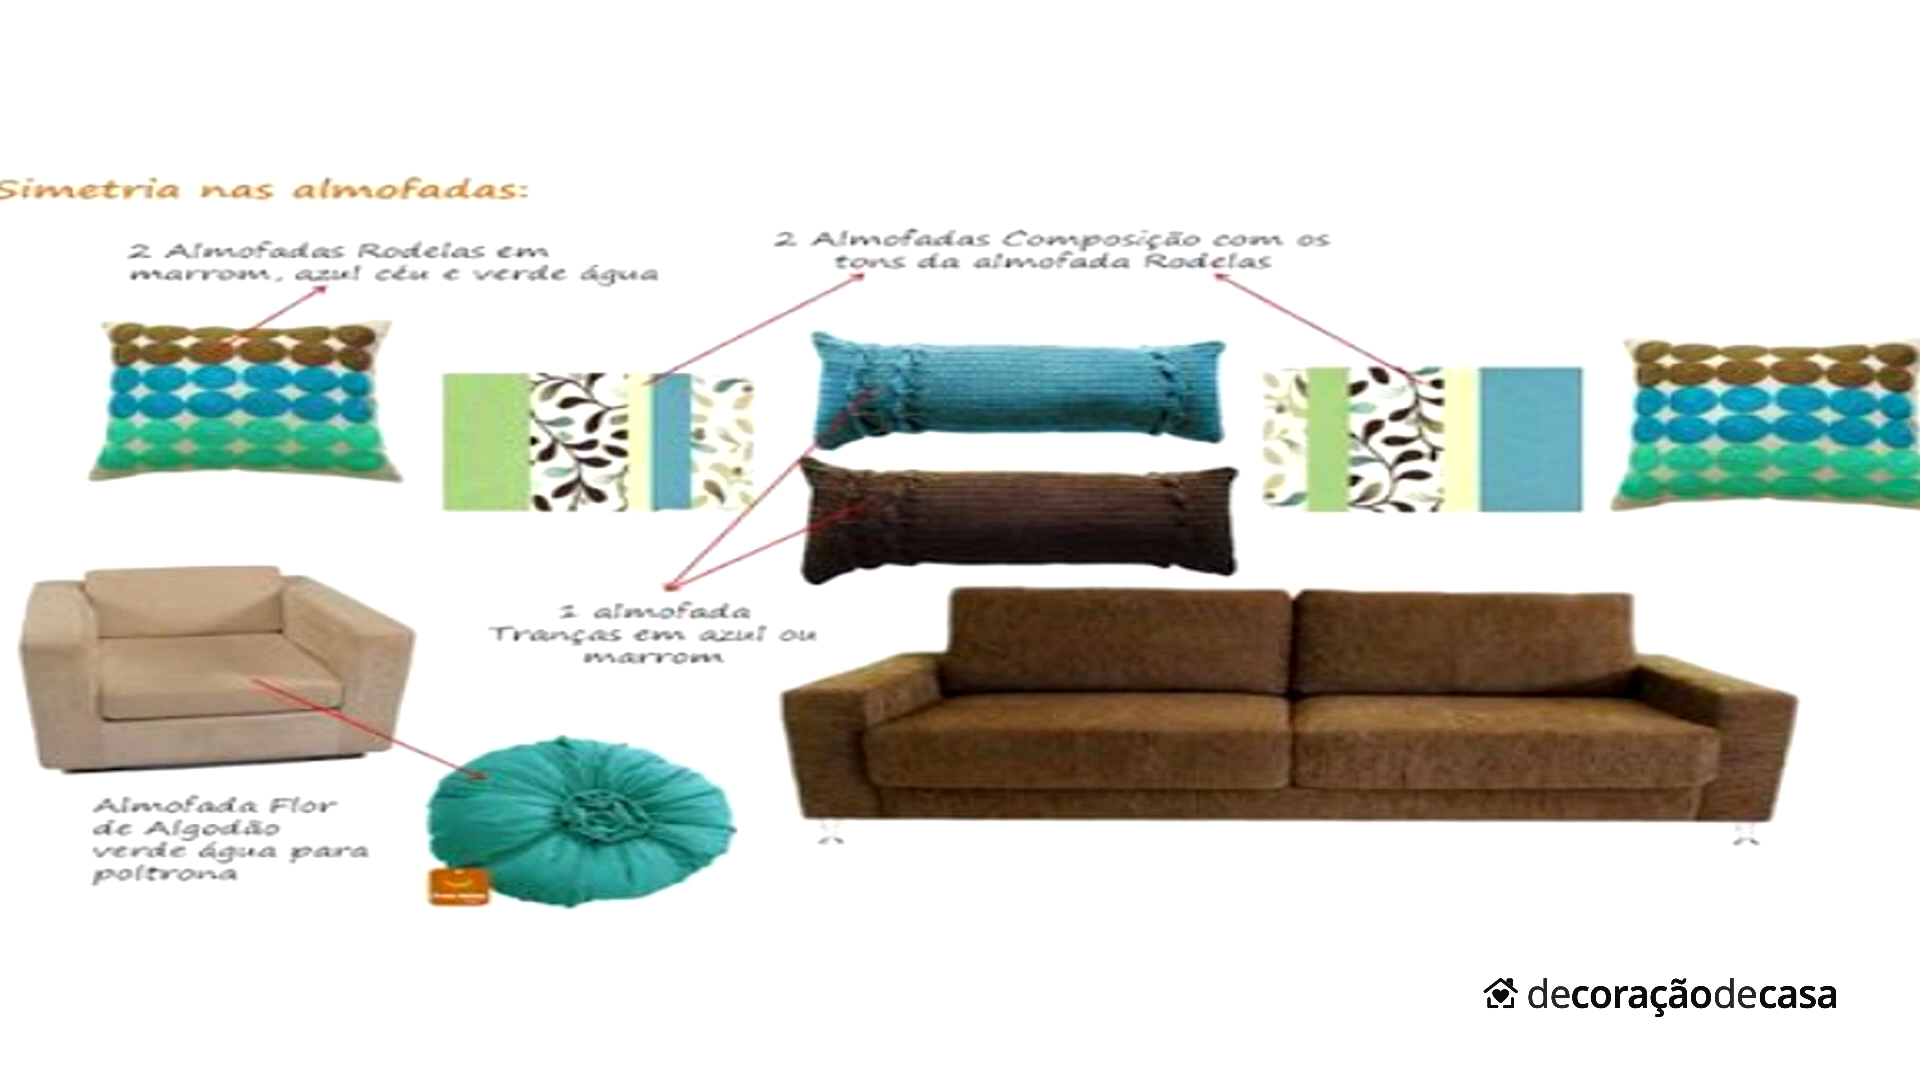 Simetria nas almofadas:
2 Almofadas Rodelas em
marrom, azul céu e verde água
2 Almofadas Composição com os
tons da almofada Rodelas
1 almofada
Tranças em azul ou
marrom
Almofada Flor
de Algodão
verde água para
poltrona
decoraçãodecasa